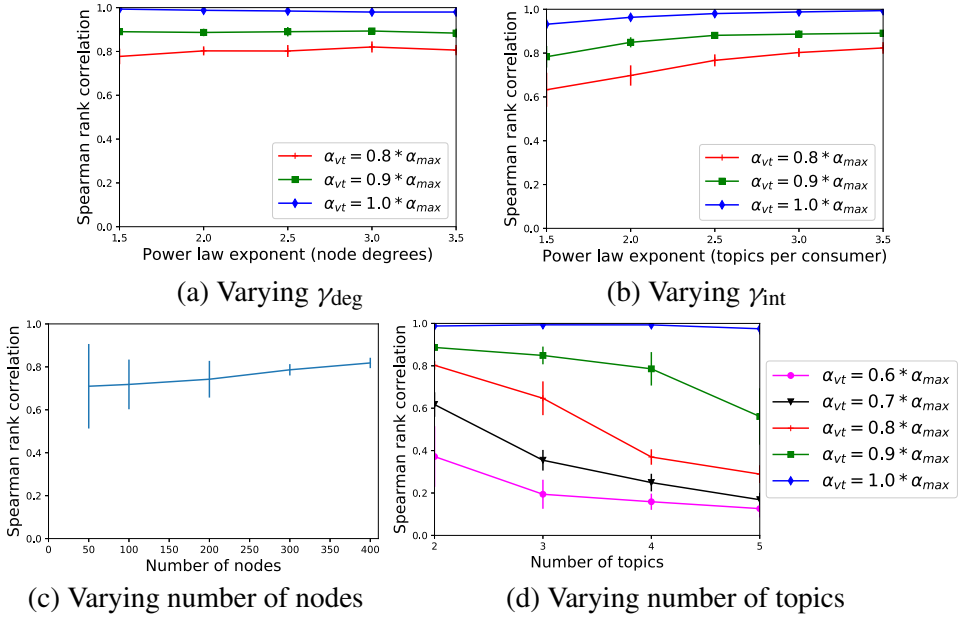 1.0
0.8
0.6
0.4
0.2
0.0
Spearman rank correlation
α_vt = 0.8 * α_max
α_vt = 0.9 * α_max
α_vt = 1.0 * α_max
1.5 2.0 2.5 3.0 3.5
Power law exponent (node degrees)
(a) Varying γ_deg
1.0
0.8
0.6
0.4
0.2
0.0
Spearman rank correlation
α_vt = 0.8 * α_max
α_vt = 0.9 * α_max
α_vt = 1.0 * α_max
1.5 2.0 2.5 3.0 3.5
Power law exponent (topics per consumer)
(b) Varying γ_int
1.0
0.8
0.6
0.4
0.2
0.0
Spearman rank correlation
0 50 100 150 200 250 300 350 400
Number of nodes
(c) Varying number of nodes
1.0
0.8
0.6
0.4
0.2
0.0
Spearman rank correlation
2 3 4 5
Number of topics
α_vt = 0.6 * α_max
α_vt = 0.7 * α_max
α_vt = 0.8 * α_max
α_vt = 0.9 * α_max
α_vt = 1.0 * α_max
(d) Varying number of topics